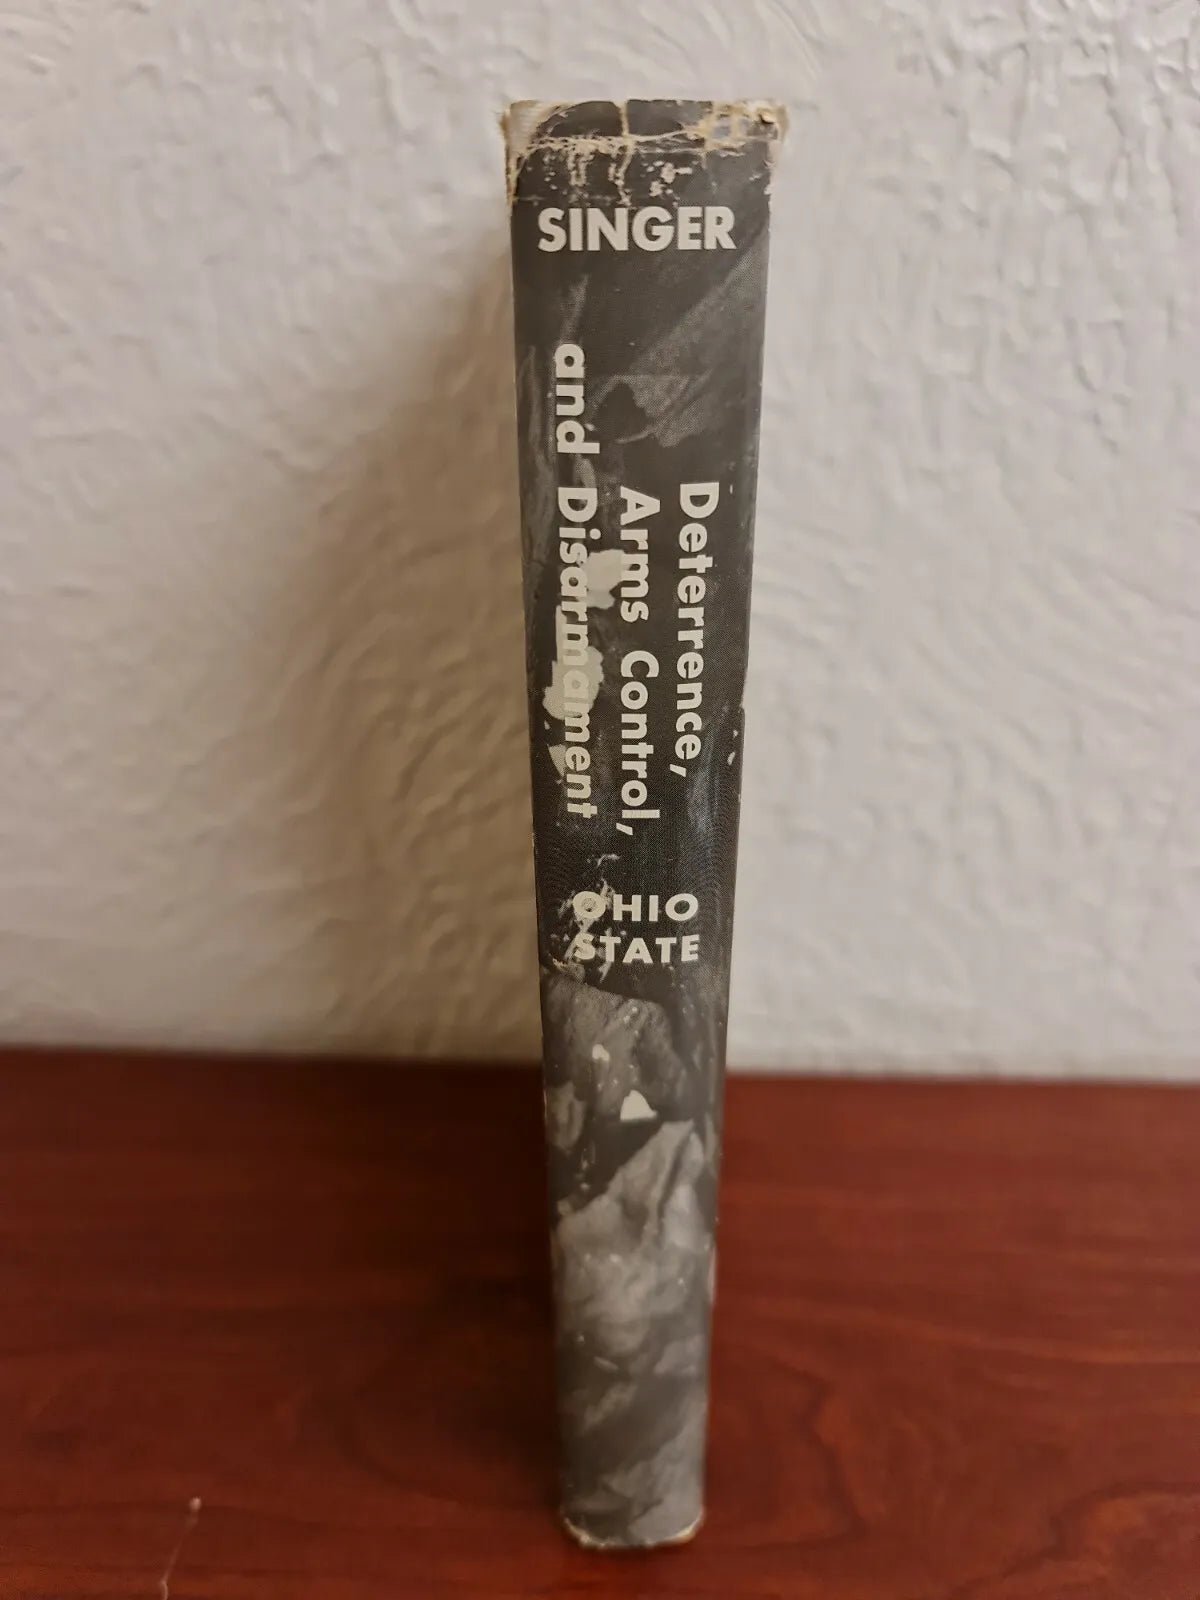 SINGER
Deterrence,
Arms Control,
and Disarmament
OHIO
STATE